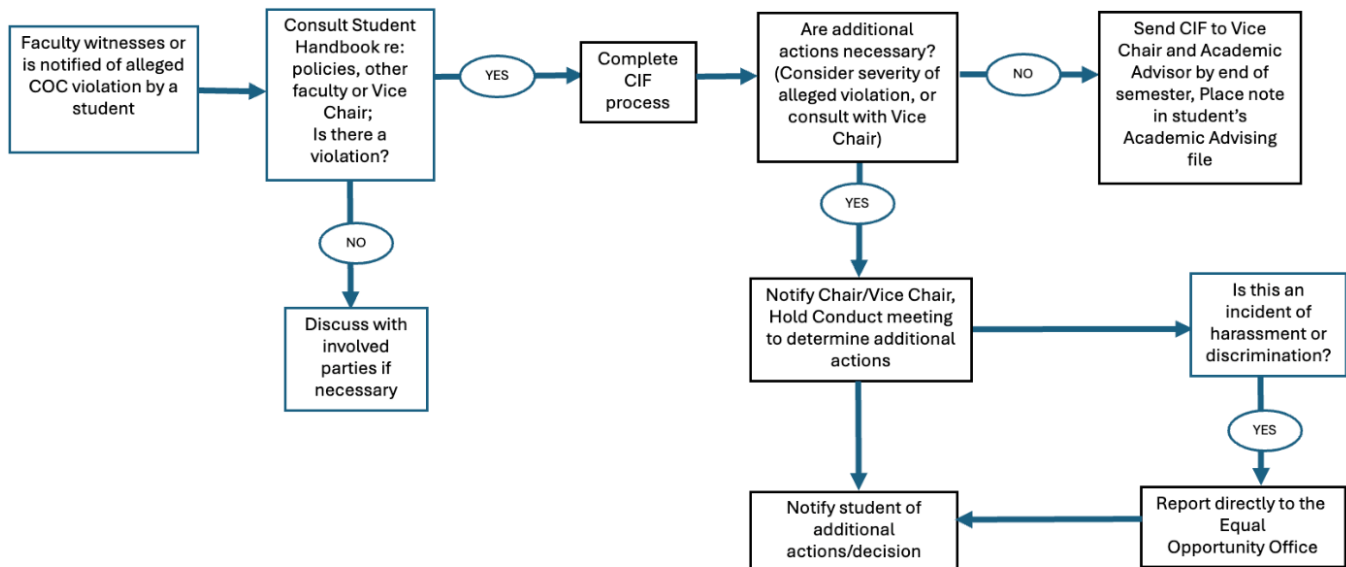 Faculty witnesses or
is notified of alleged
COC violation by a
student
Consult Student
Handbook re:
policies, other
faculty or Vice
Chair;
Is there a
violation?
YES
Complete
CIF
process
Are additional
actions necessary?
(Consider severity of
alleged violation, or
consult with Vice
Chair)
NO
Send CIF to Vice
Chair and Academic
Advisor by end of
semester, Place note
in student's
Academic Advising
file
NO
Discuss with
involved
parties if
necessary
YES
Notify Chair/Vice Chair,
Hold Conduct meeting
to determine additional
actions
Is this an
incident of
harassment or
discrimination?
YES
Report directly to the
Equal
Opportunity Office
Notify student of
additional
actions/decision